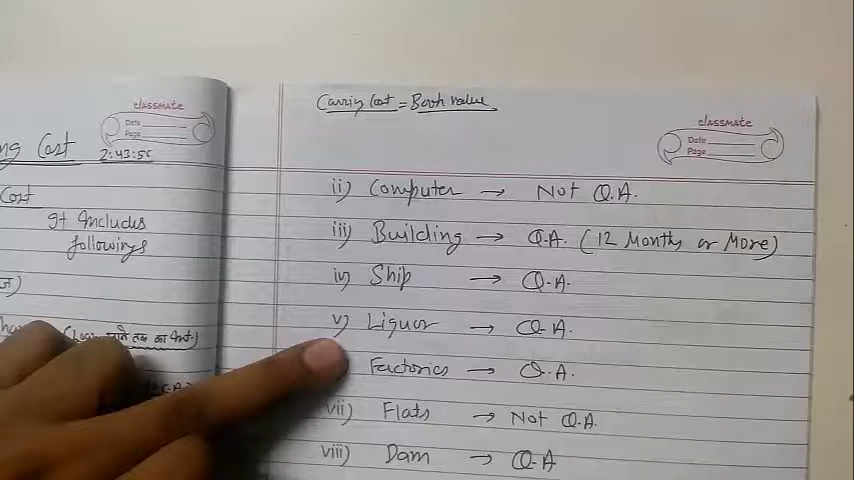 classmate
Date
Page
2:43:56
ng Cost
Cost
It Includes
followings
classmate
Date
Page
Carriy Cost = Book value
ii) Computer → Not Q.A.
iii) Building → Q.A. (12 Months or More)
iv) Ship → Q.A.
v) Liquor → Q.A.
Factories → Q.A.
vii) Flats → Not Q.A.
viii) Dam → Q.A